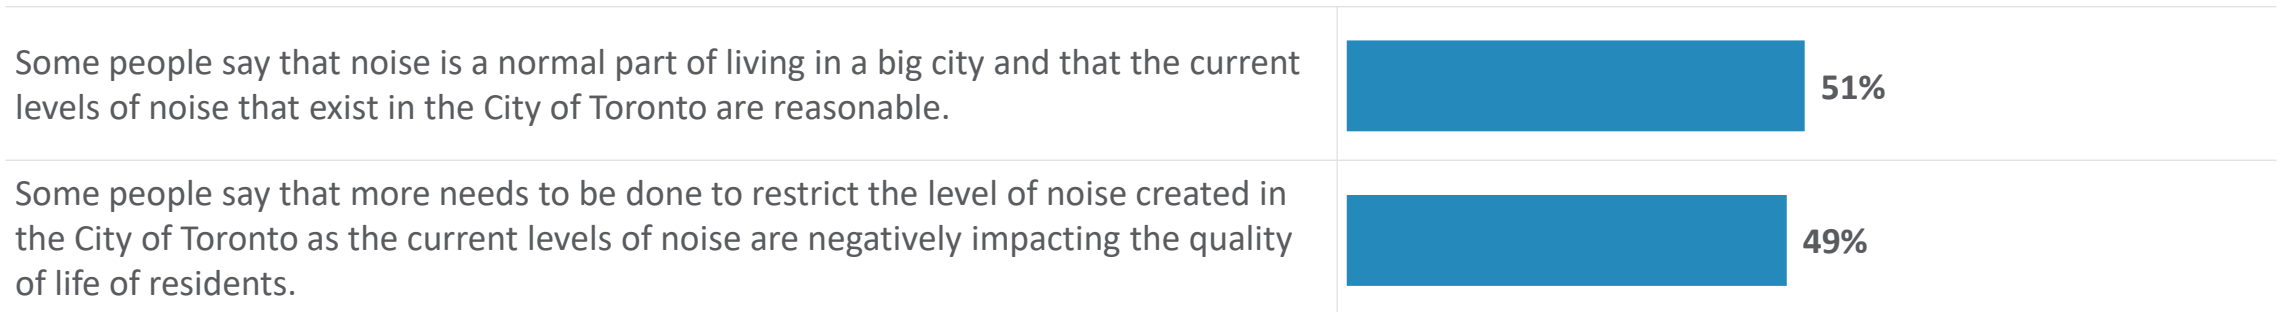 Some people say that noise is a normal part of living in a big city and that the current
levels of noise that exist in the City of Toronto are reasonable.
51%
Some people say that more needs to be done to restrict the level of noise created in
the City of Toronto as the current levels of noise are negatively impacting the quality
of life of residents.
49%